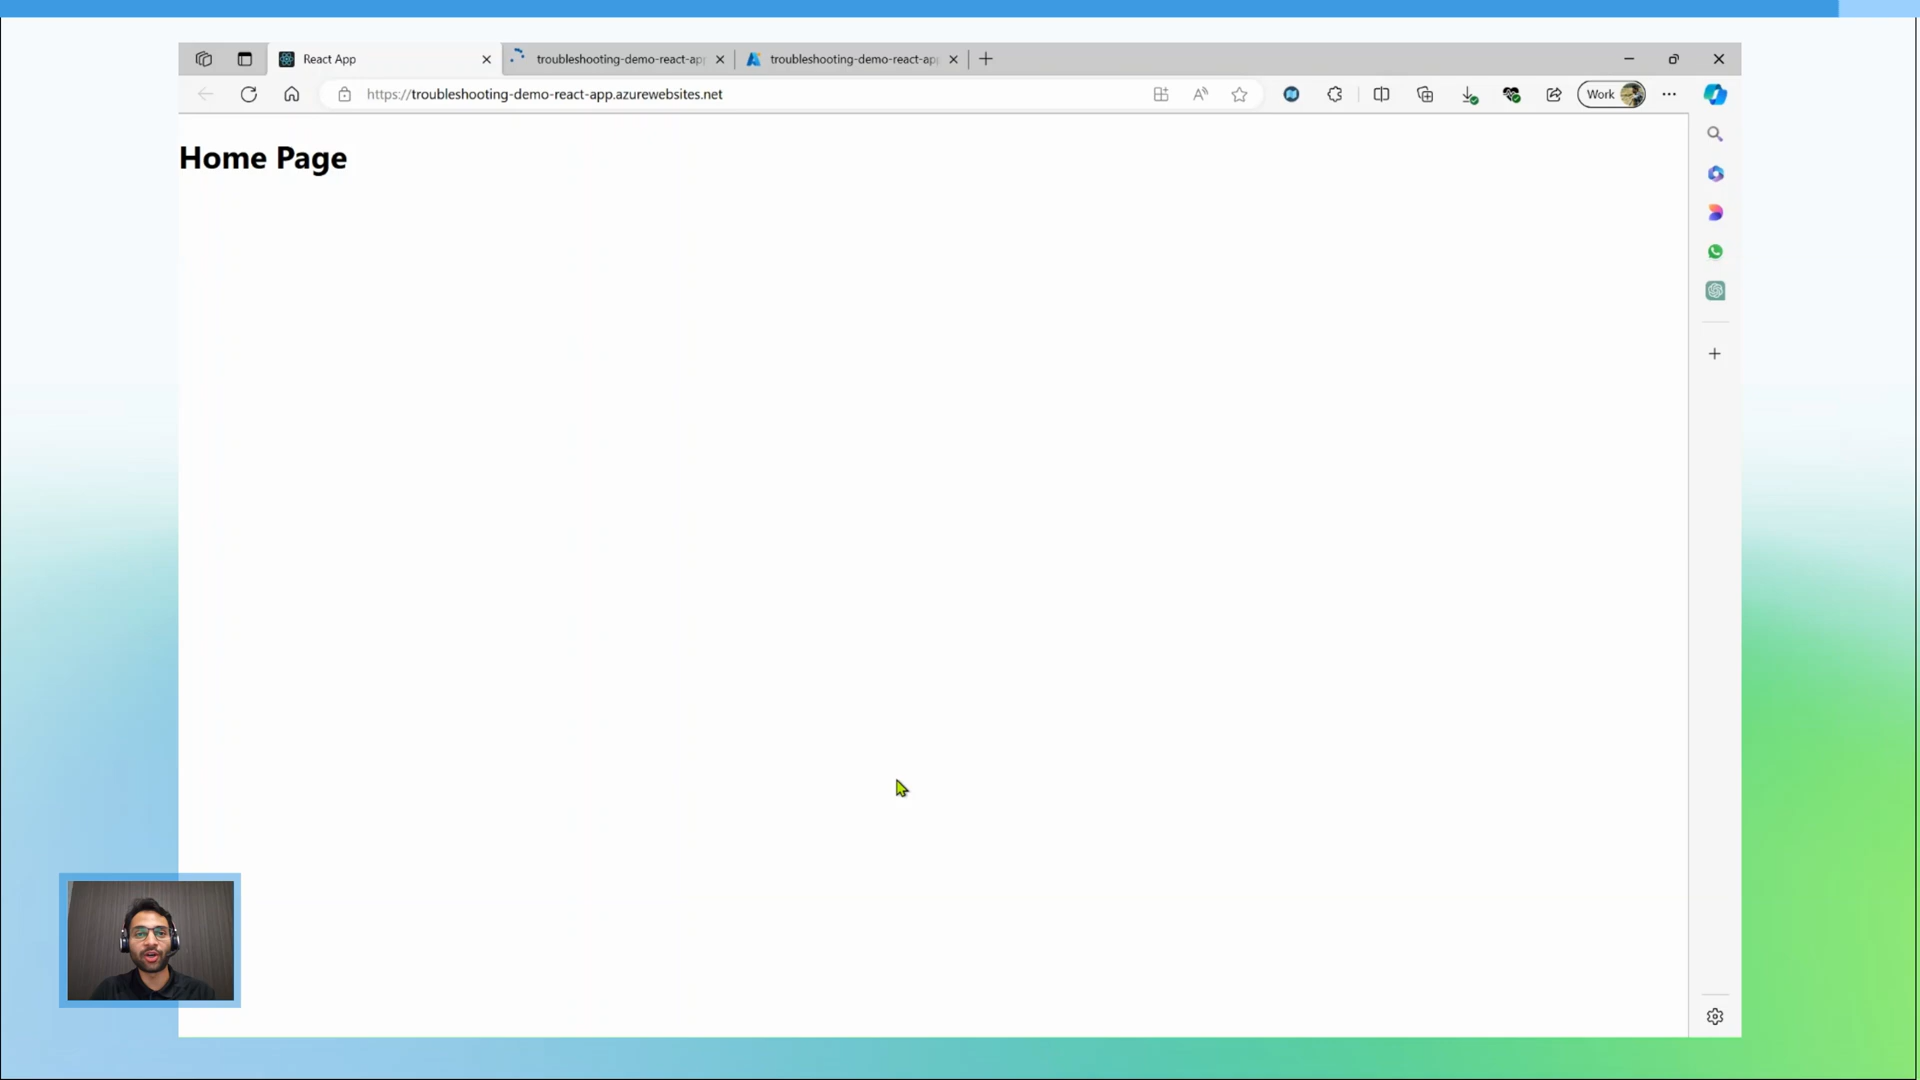 React App
troubleshooting-demo-react-ap
troubleshooting-demo-react-ap
https://troubleshooting-demo-react-app.azurewebsites.net
Work
Home Page